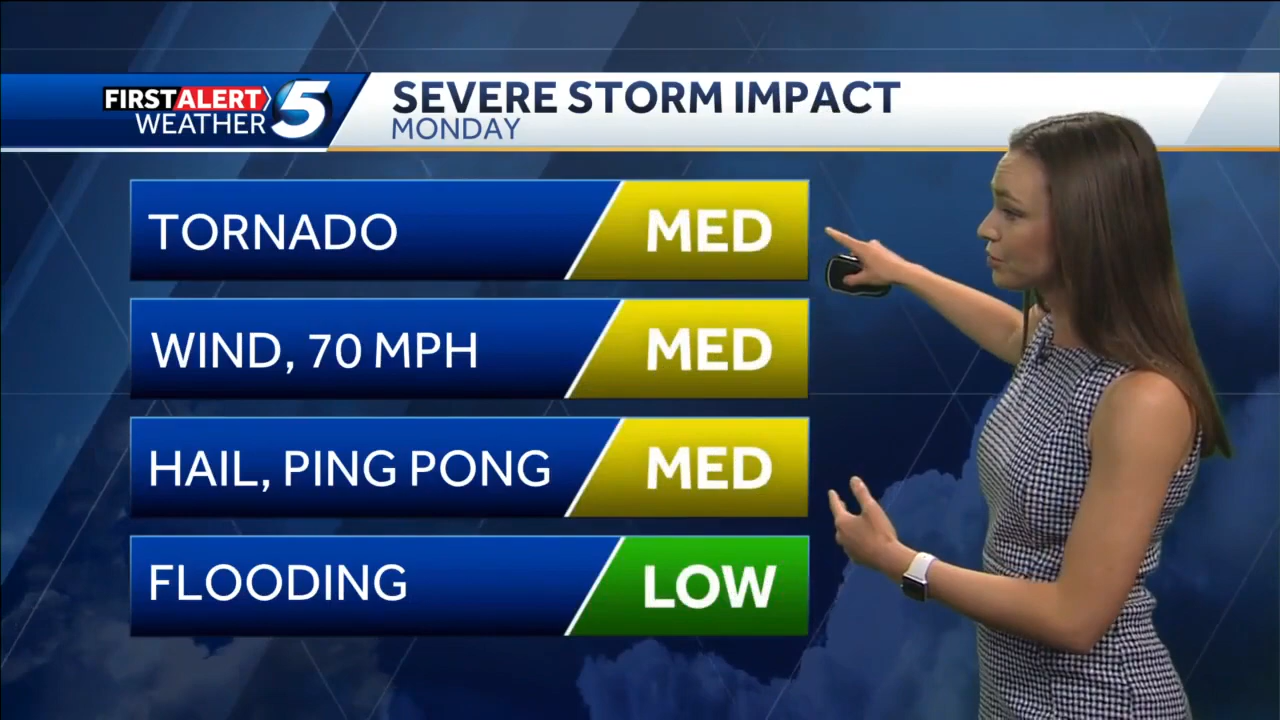 FIRST ALERT
WEATHER 5
SEVERE STORM IMPACT
MONDAY
TORNADO MED
WIND, 70 MPH MED
HAIL, PING PONG MED
FLOODING LOW